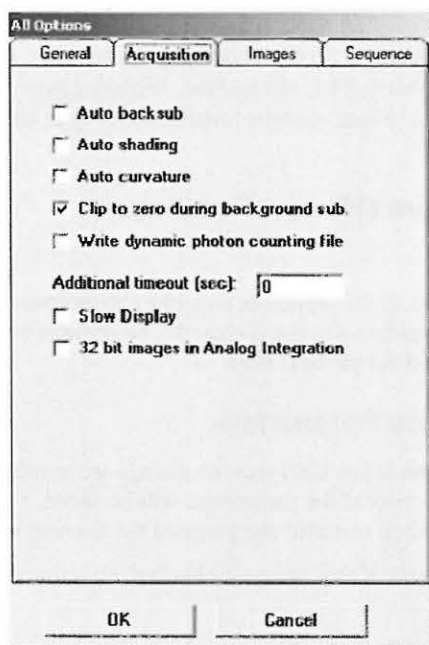 All Options
General Acquisition Images Sequence
Auto backsub
Auto shading
Auto curvature
Clip to zero during background sub.
Write dynamic photon counting file
Additional timeout (sec): 0
Slow Display
32 bit images in Analog Integration
OK Cancel